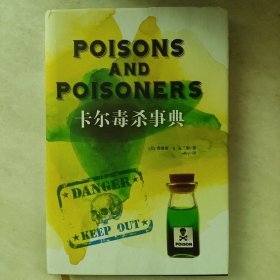 POISONS
AND
POISONERS
卡尔毒杀事典
DANGER
KEEP OUT
POISON